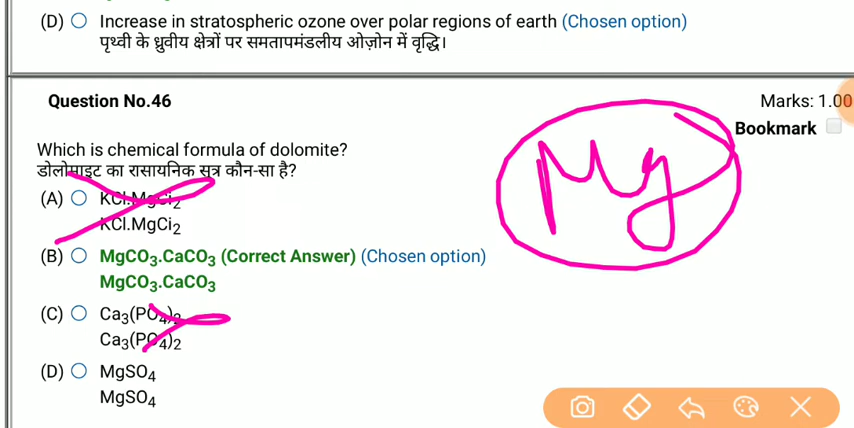 (D) Increase in stratospheric ozone over polar regions of earth (Chosen option)
पृथ्वी के ध्रुवीय क्षेत्रों पर समतापमंडलीय ओज़ोन में वृद्धि।
Question No.46
Marks: 1.00
Bookmark
Which is chemical formula of dolomite?
डोलोमाइट का रासायनिक सूत्र कौन-सा है?
(A) KCl.MgCi₂
KCl.MgCi₂
(B) MgCO₃.CaCO₃ (Correct Answer) (Chosen option)
MgCO₃.CaCO₃
(C) Ca₃(PO₄)₂
Ca₃(PO₄)₂
(D) MgSO₄
MgSO₄
Mg